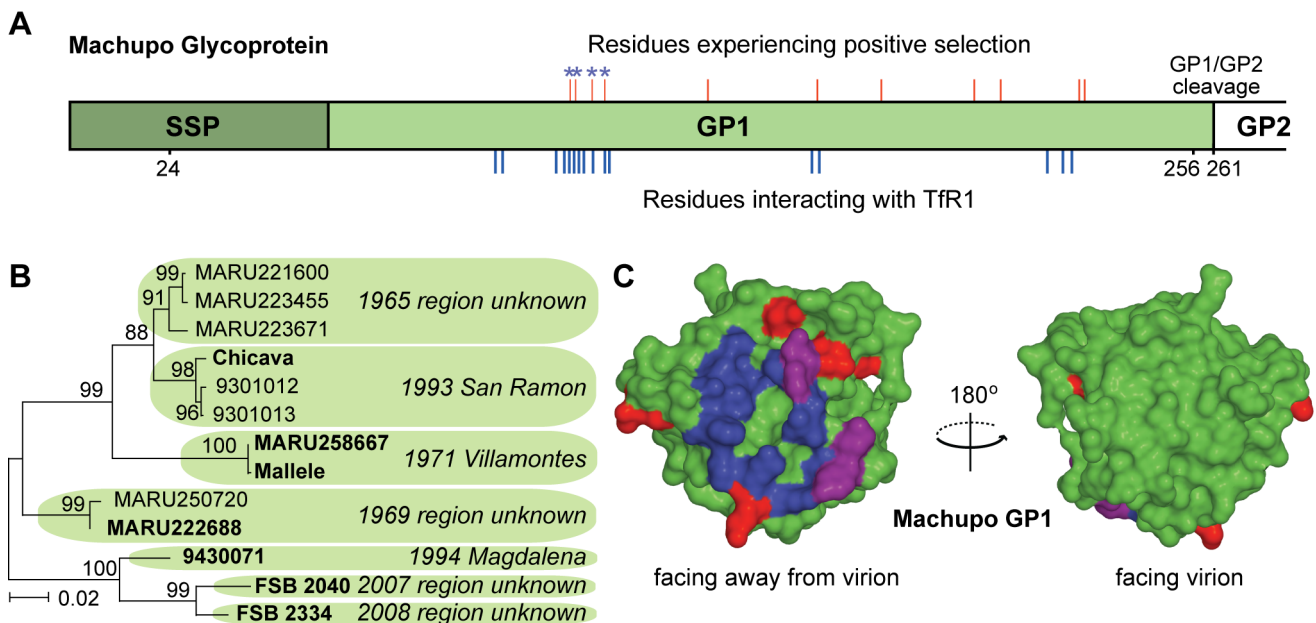 A
Machupo Glycoprotein
Residues experiencing positive selection
GP1/GP2
cleavage
** * *
SSP
GP1
GP2
24
256 261
Residues interacting with TfR1
B
99 MARU221600
91 MARU223455
MARU223671
1965 region unknown
88
Chicava
98 9301012
96 9301013
1993 San Ramon
99
100 MARU258667
Mallele
1971 Villamontes
MARU250720
99 MARU222688
1969 region unknown
9430071 1994 Magdalena
100
99 FSB 2040 2007 region unknown
FSB 2334 2008 region unknown
0.02
C
180º
Machupo GP1
facing away from virion
facing virion